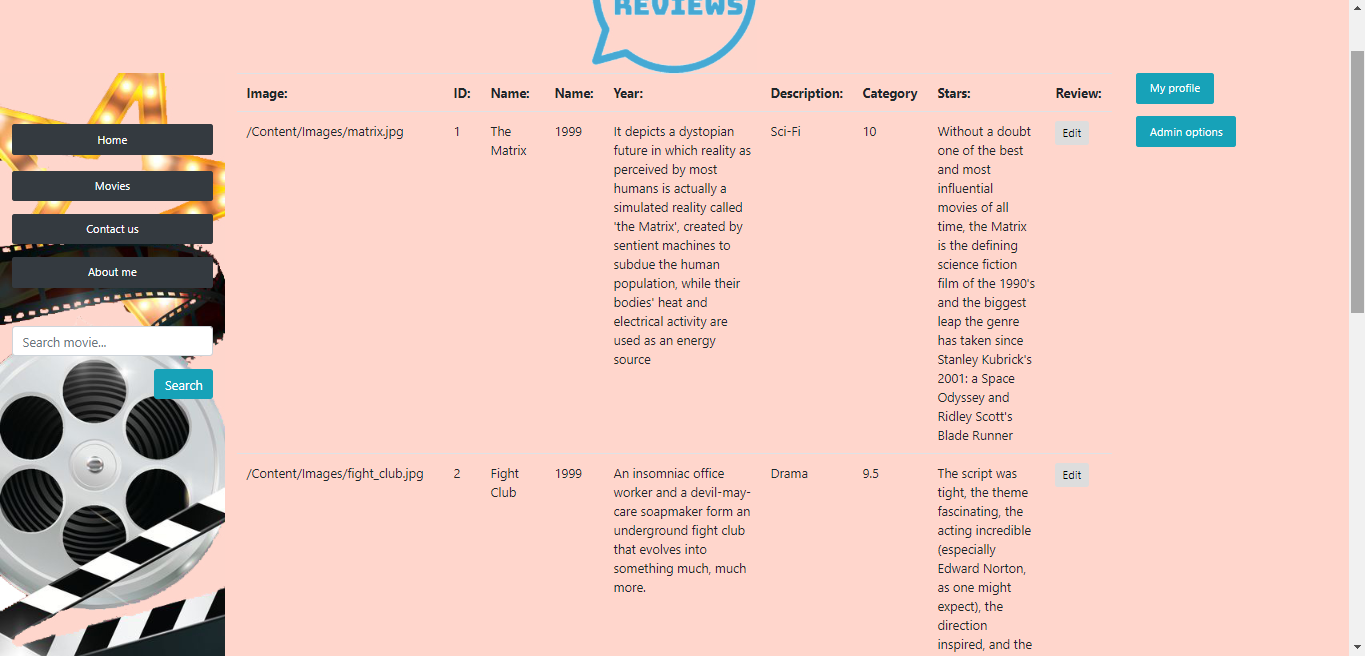 REVIEWS
Image:
ID:
Name:
Name:
Year:
Description:
Category
Stars:
Review:
My profile
Admin options
Home
Movies
Contact us
About me
Search movie...
Search
/Content/Images/matrix.jpg
1
The
Matrix
1999
It depicts a dystopian
future in which reality as
perceived by most
humans is actually a
simulated reality called
'the Matrix', created by
sentient machines to
subdue the human
population, while their
bodies' heat and
electrical activity are
used as an energy
source
Sci-Fi
10
Without a doubt
one of the best
and most
influential
movies of all
time, the Matrix
is the defining
science fiction
film of the 1990's
and the biggest
leap the genre
has taken since
Stanley Kubrick's
2001: a Space
Odyssey and
Ridley Scott's
Blade Runner
Edit
/Content/Images/fight_club.jpg
2
Fight
Club
1999
An insomniac office
worker and a devil-may-
care soapmaker form an
underground fight club
that evolves into
something much, much
more.
Drama
9.5
The script was
tight, the theme
fascinating, the
acting incredible
(especially
Edward Norton,
as one might
expect), the
direction
inspired, and the
Edit